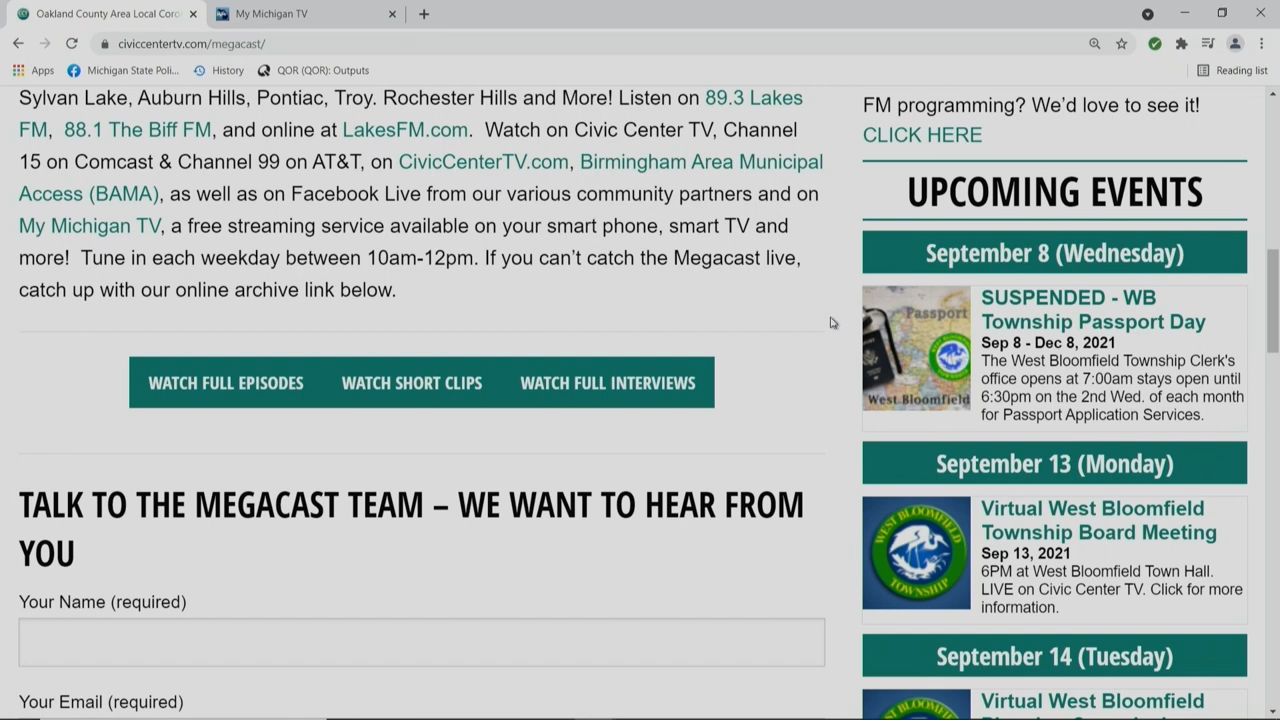 Oakland County Area Local Coro
My Michigan TV
civiccentertv.com/megacast/
Apps
Michigan State Poli...
History
QOR (QOR): Outputs
Reading list
Sylvan Lake, Auburn Hills, Pontiac, Troy. Rochester Hills and More! Listen on 89.3 Lakes
FM, 88.1 The Biff FM, and online at LakesFM.com. Watch on Civic Center TV, Channel
15 on Comcast & Channel 99 on AT&T, on CivicCenterTV.com, Birmingham Area Municipal
Access (BAMA), as well as on Facebook Live from our various community partners and on
My Michigan TV, a free streaming service available on your smart phone, smart TV and
more! Tune in each weekday between 10am-12pm. If you can't catch the Megacast live,
catch up with our online archive link below.
WATCH FULL EPISODES
WATCH SHORT CLIPS
WATCH FULL INTERVIEWS
TALK TO THE MEGACAST TEAM – WE WANT TO HEAR FROM
YOU
Your Name (required)
Your Email (required)
FM programming? We'd love to see it!
CLICK HERE
UPCOMING EVENTS
September 8 (Wednesday)
Passport
West Bloomfield
SUSPENDED - WB
Township Passport Day
Sep 8 - Dec 8, 2021
The West Bloomfield Township Clerk's
office opens at 7:00am stays open until
6:30pm on the 2nd Wed. of each month
for Passport Application Services.
September 13 (Monday)
WEST BLOOMFIELD
TOWNSHIP
Virtual West Bloomfield
Township Board Meeting
Sep 13, 2021
6PM at West Bloomfield Town Hall.
LIVE on Civic Center TV. Click for more
information.
September 14 (Tuesday)
Virtual West Bloomfield